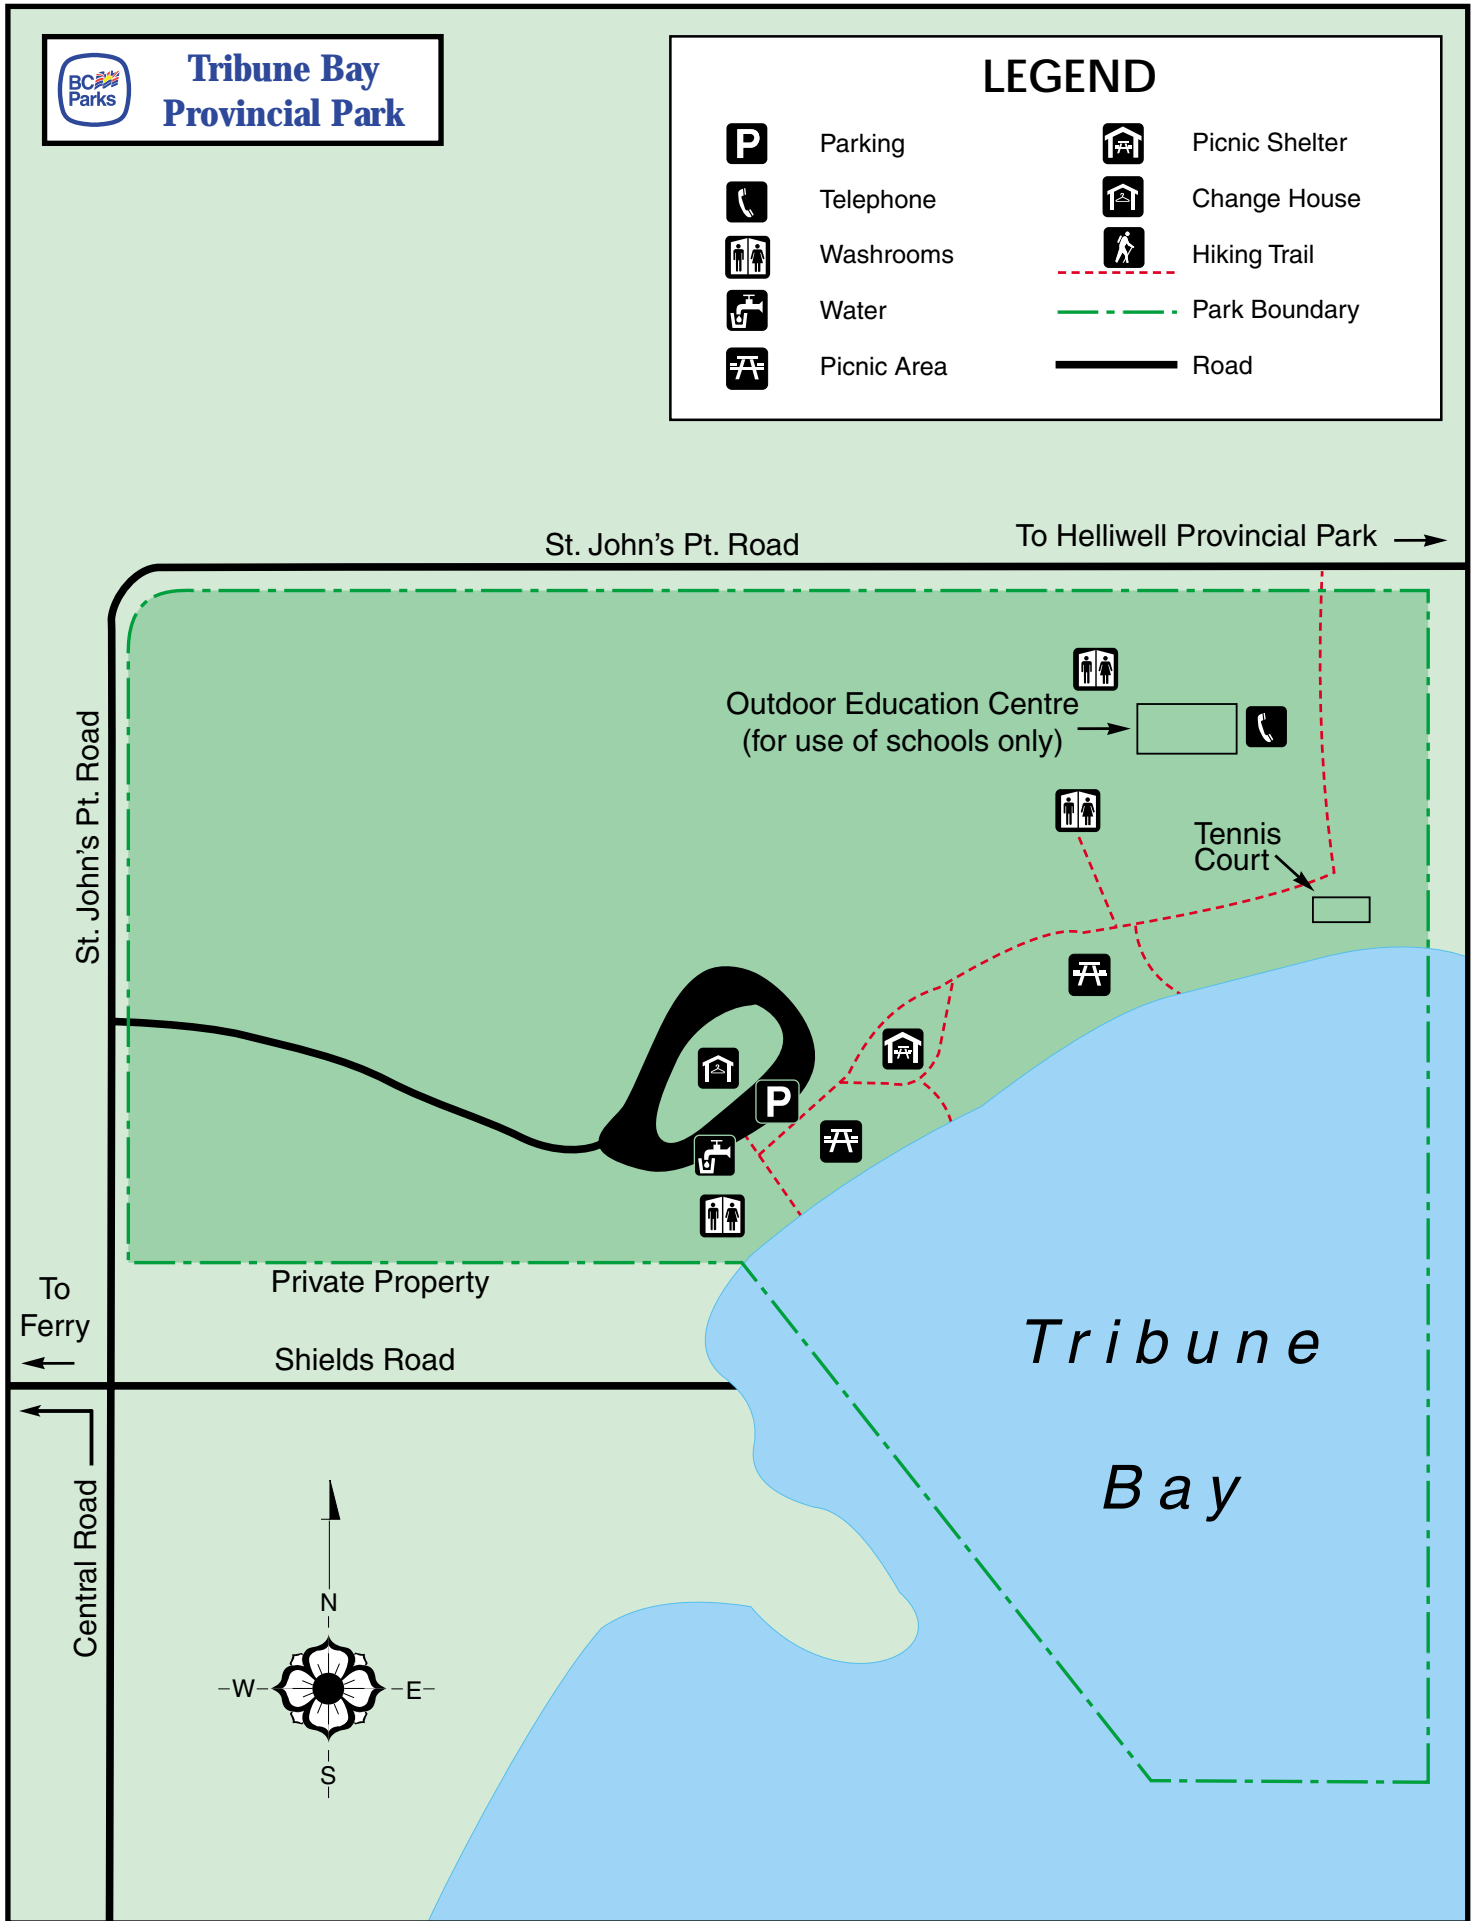 BC
Parks
Tribune Bay
Provincial Park
LEGEND
P Parking
Telephone
Washrooms
Water
Picnic Area
Picnic Shelter
Change House
Hiking Trail
Park Boundary
Road
St. John's Pt. Road
To Helliwell Provincial Park
St. John's Pt. Road
Outdoor Education Centre
(for use of schools only)
Tennis
Court
P
Private Property
To
Ferry
Shields Road
Central Road
Tribune
Bay
N
W
E
S